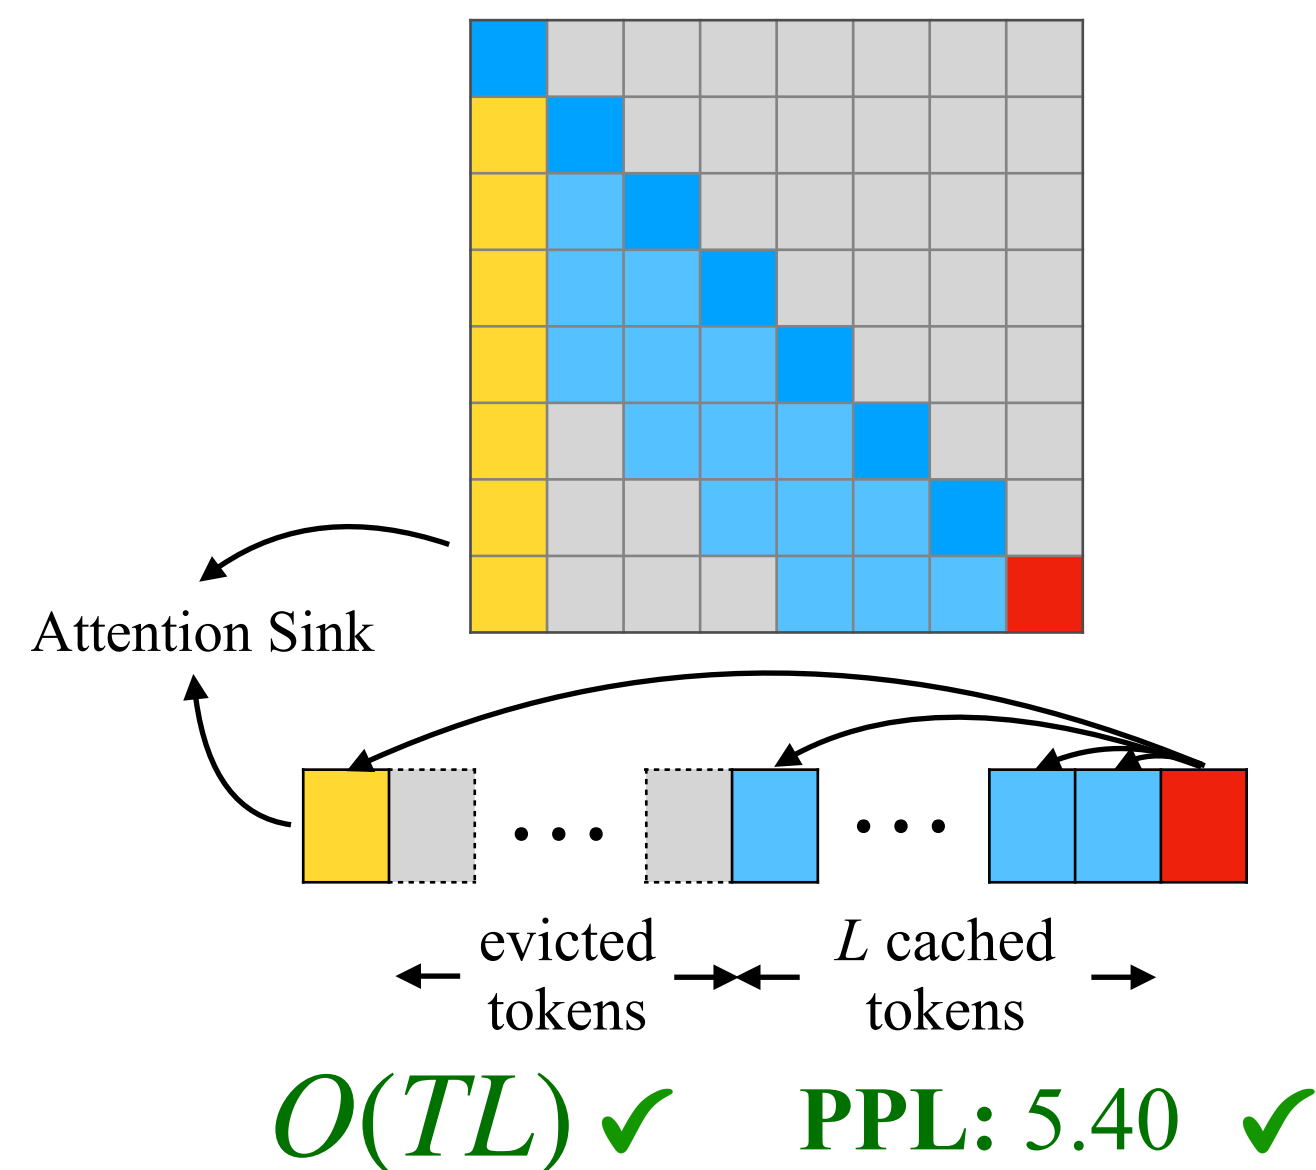 Attention Sink
evicted
tokens
L cached
tokens
O(TL)
PPL: 5.40